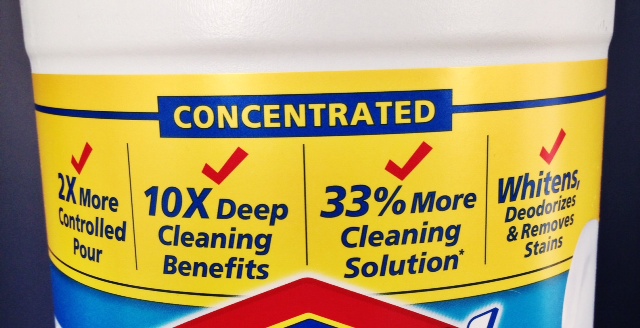 CONCENTRATED
2X More
Controlled
Pour
10X Deep
Cleaning
Benefits
33% More
Cleaning
Solution*
Whitens,
Deodorizes
& Removes
Stains